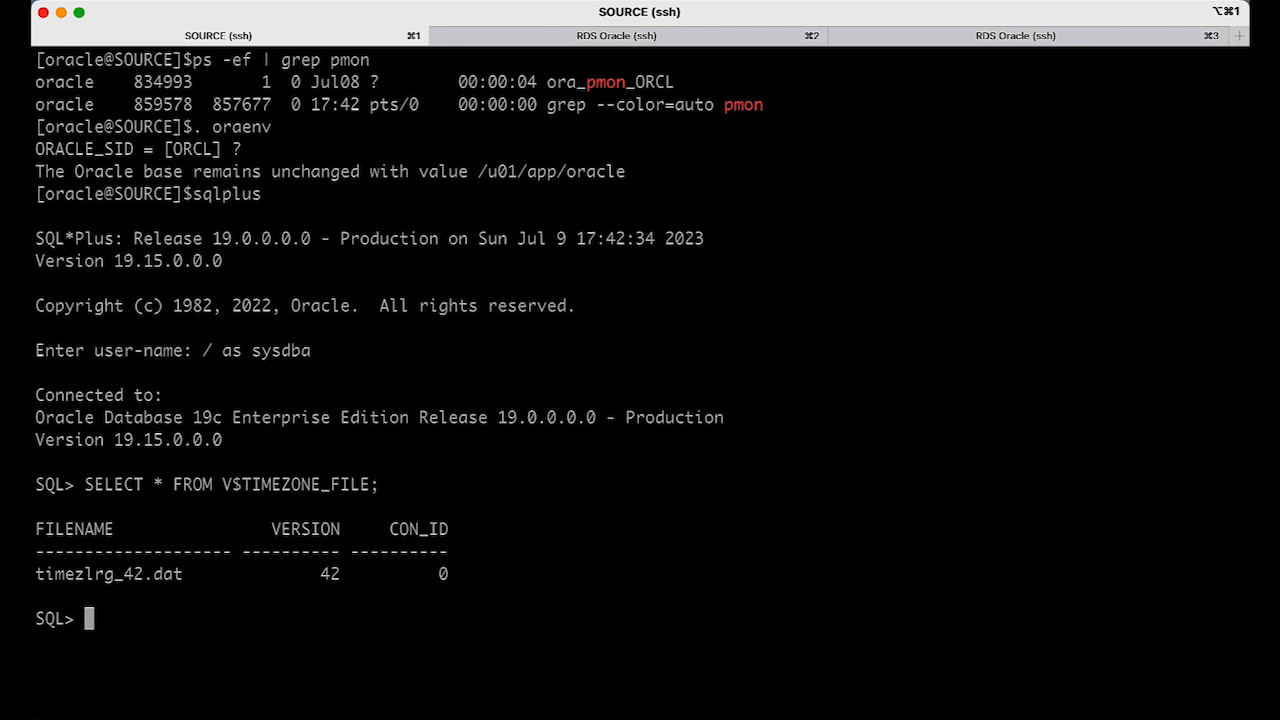 SOURCE (ssh)
⌥⌘1
SOURCE (ssh) ⌘1 RDS Oracle (ssh) ⌘2 RDS Oracle (ssh) ⌘3 +
[oracle@SOURCE]$ps -ef | grep pmon
oracle    834993       1  0 Jul08 ?        00:00:04 ora_pmon_ORCL
oracle    859578  857677  0 17:42 pts/0    00:00:00 grep --color=auto pmon
[oracle@SOURCE]$. oraenv
ORACLE_SID = [ORCL] ?
The Oracle base remains unchanged with value /u01/app/oracle
[oracle@SOURCE]$sqlplus
SQL*Plus: Release 19.0.0.0.0 - Production on Sun Jul 9 17:42:34 2023
Version 19.15.0.0.0
Copyright (c) 1982, 2022, Oracle.  All rights reserved.
Enter user-name: / as sysdba
Connected to:
Oracle Database 19c Enterprise Edition Release 19.0.0.0.0 - Production
Version 19.15.0.0.0
SQL> SELECT * FROM V$TIMEZONE_FILE;
FILENAME                VERSION     CON_ID
-------------------- ---------- ----------
timezlrg_42.dat              42          0
SQL>